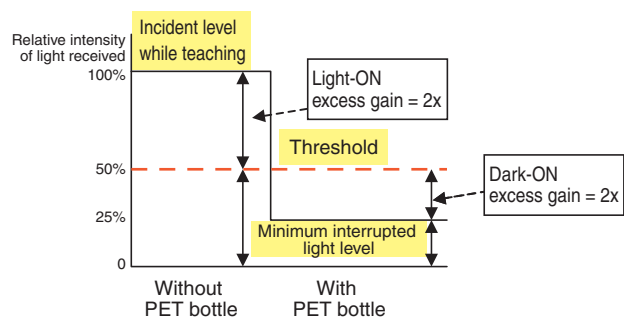 Incident level
while teaching
Relative intensity
of light received
100%
Light-ON
excess gain = 2x
Threshold
50%
Dark-ON
excess gain = 2x
25%
Minimum interrupted
light level
0
Without
PET bottle
With
PET bottle